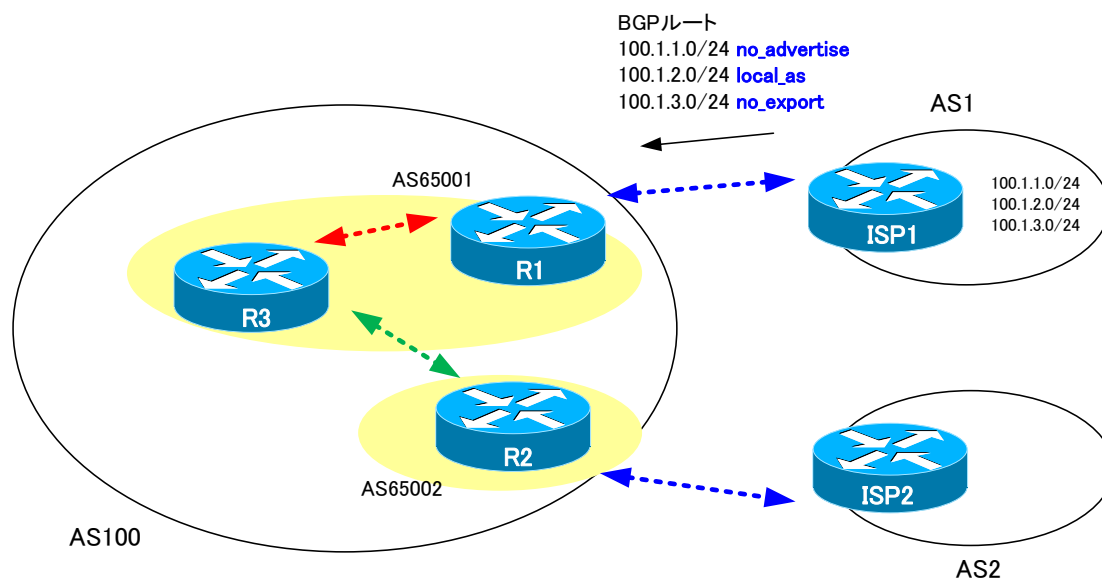 BGPルート
100.1.1.0/24 no_advertise
100.1.2.0/24 local_as
100.1.3.0/24 no_export
AS1
AS65001
100.1.1.0/24
100.1.2.0/24
100.1.3.0/24
ISP1
R1
R3
R2
AS65002
ISP2
AS100
AS2